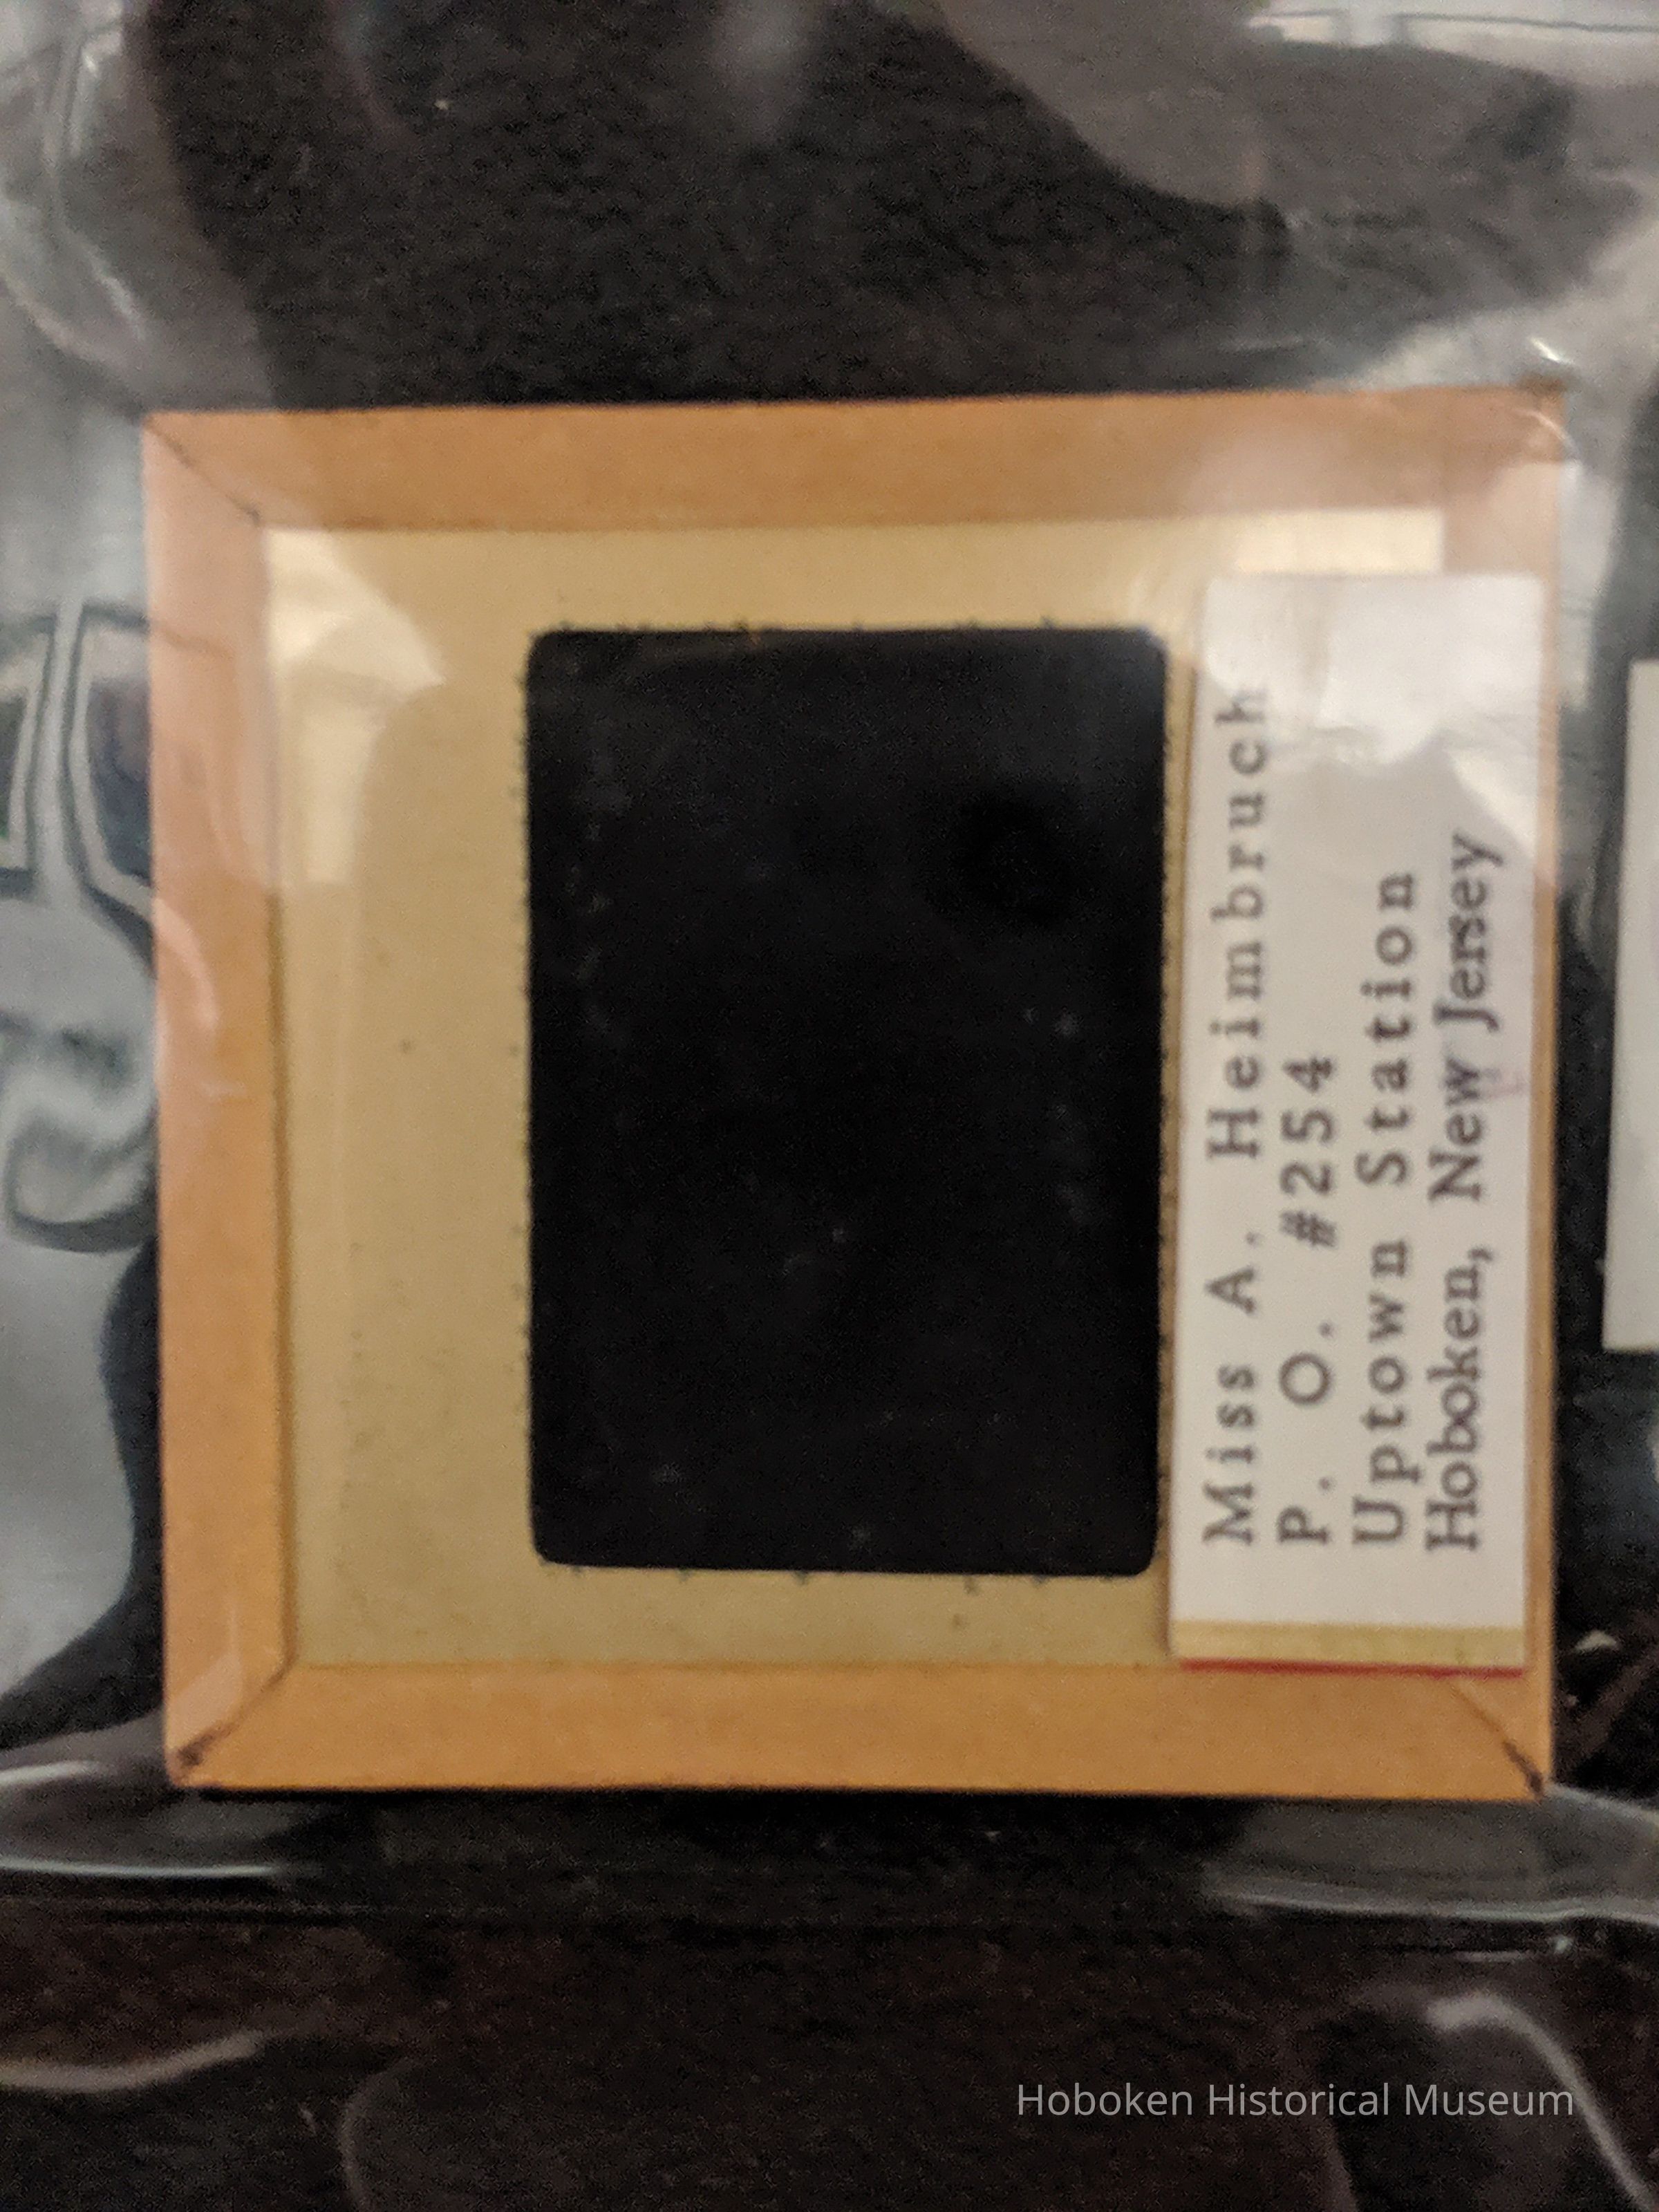 Miss A. Heimbruch
P. O. #254
Uptown Station
Hoboken, New Jersey
Hoboken Historical Museum